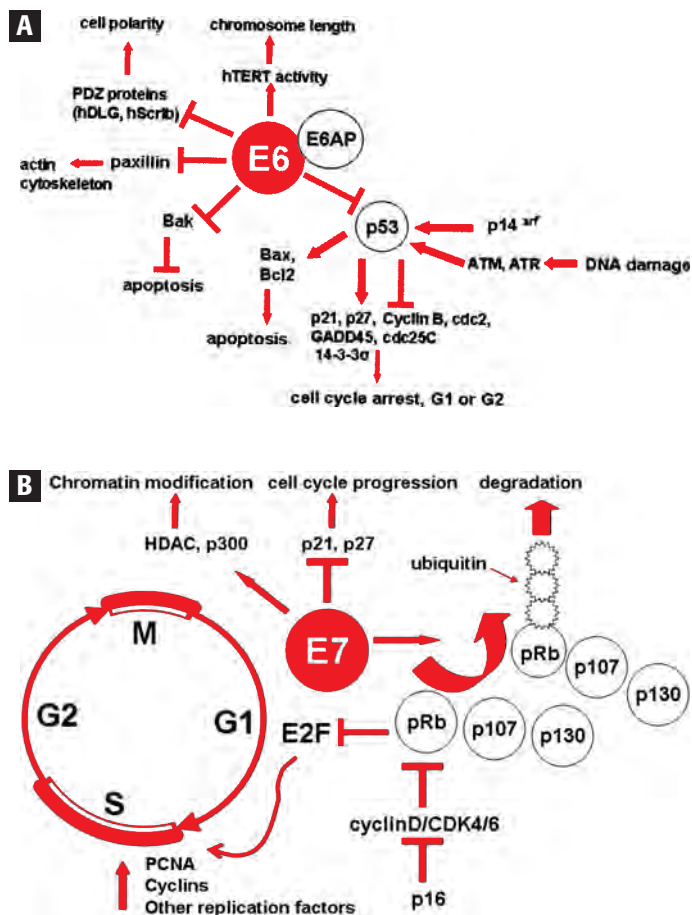 A
cell polarity
chromosome length
hTERT activity
PDZ proteins
(hDLG, hScrib)
E6
E6AP
actin
cytoskeleton
paxillin
Bak
apoptosis
p53
p14 arf
ATM, ATR
DNA damage
Bax,
Bcl2
apoptosis
p21, p27, Cyclin B, cdc2,
GADD45, cdc25C
14-3-3σ
cell cycle arrest, G1 or G2
B
Chromatin modification
cell cycle progression
degradation
HDAC, p300
p21, p27
ubiquitin
M
E7
pRb
p107
p130
G2
G1
E2F
pRb
p107
p130
S
cyclinD/CDK4/6
PCNA
Cyclins
Other replication factors
p16